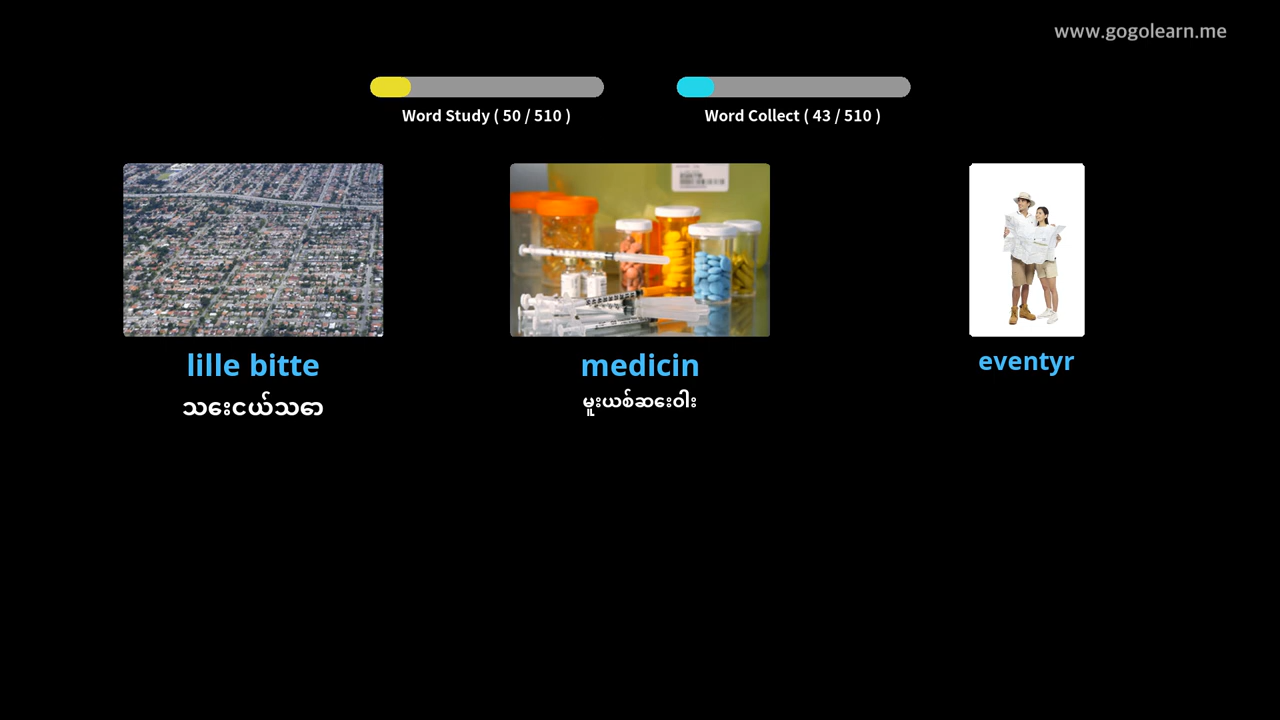 www.gogolearn.me
Word Study ( 50 / 510 )
Word Collect ( 43 / 510 )
lille bitte
သေးငယ်သော
medicin
မူးယစ်ဆေးဝါး
eventyr